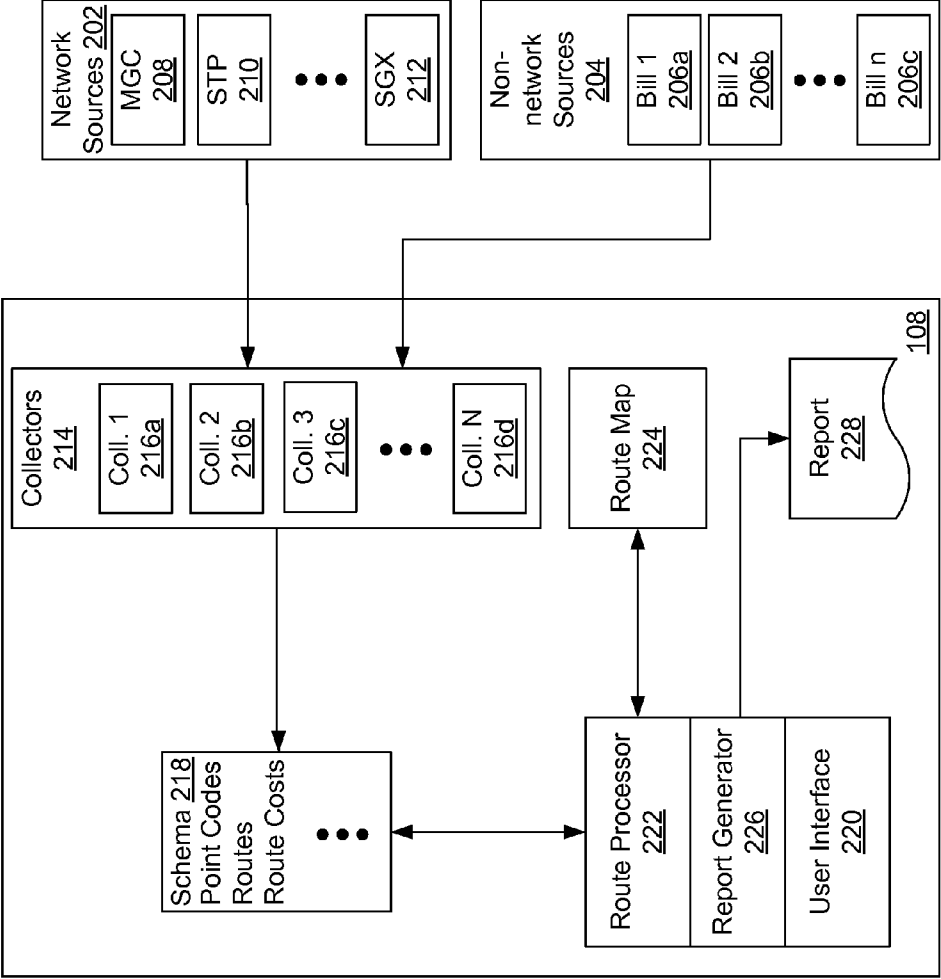 Network
Sources 202
MGC
208
STP
210
SGX
212
Non-
network
Sources
204
Bill 1
206a
Bill 2
206b
Bill n
206c
Collectors
214
Coll. 1
216a
Coll. 2
216b
Coll. 3
216c
Coll. N
216d
Schema 218
Point Codes
Routes
Route Costs
Route Map
224
Route Processor
222
Report Generator
226
User Interface
220
Report
228
108